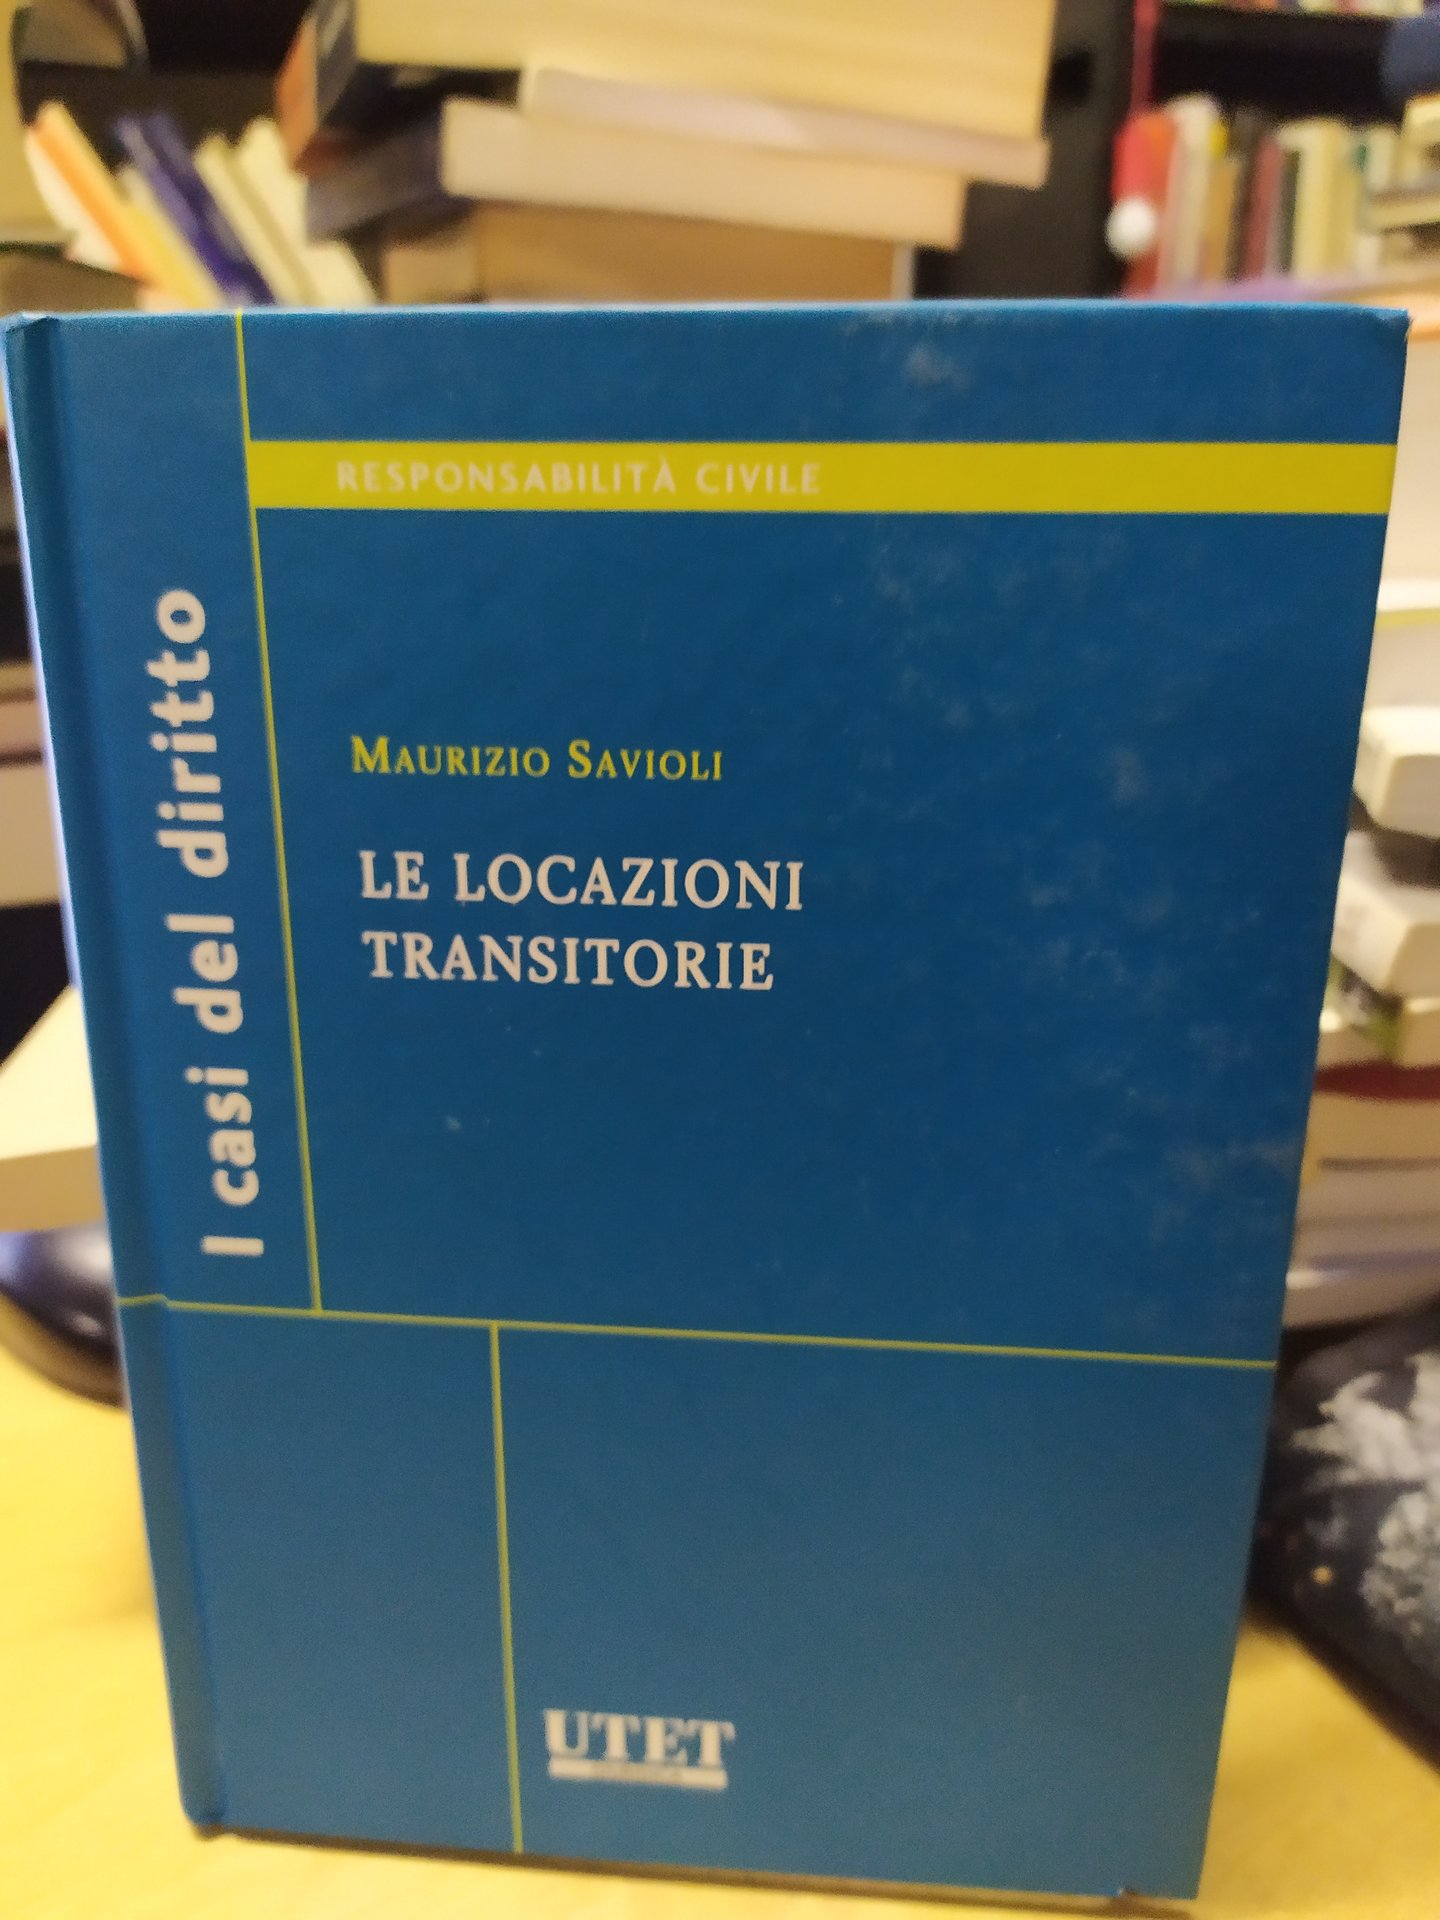 RESPONSABILITÀ CIVILE
I casi del diritto
MAURIZIO SAVIOLI
LE LOCAZIONI
TRANSITORIE
UTET